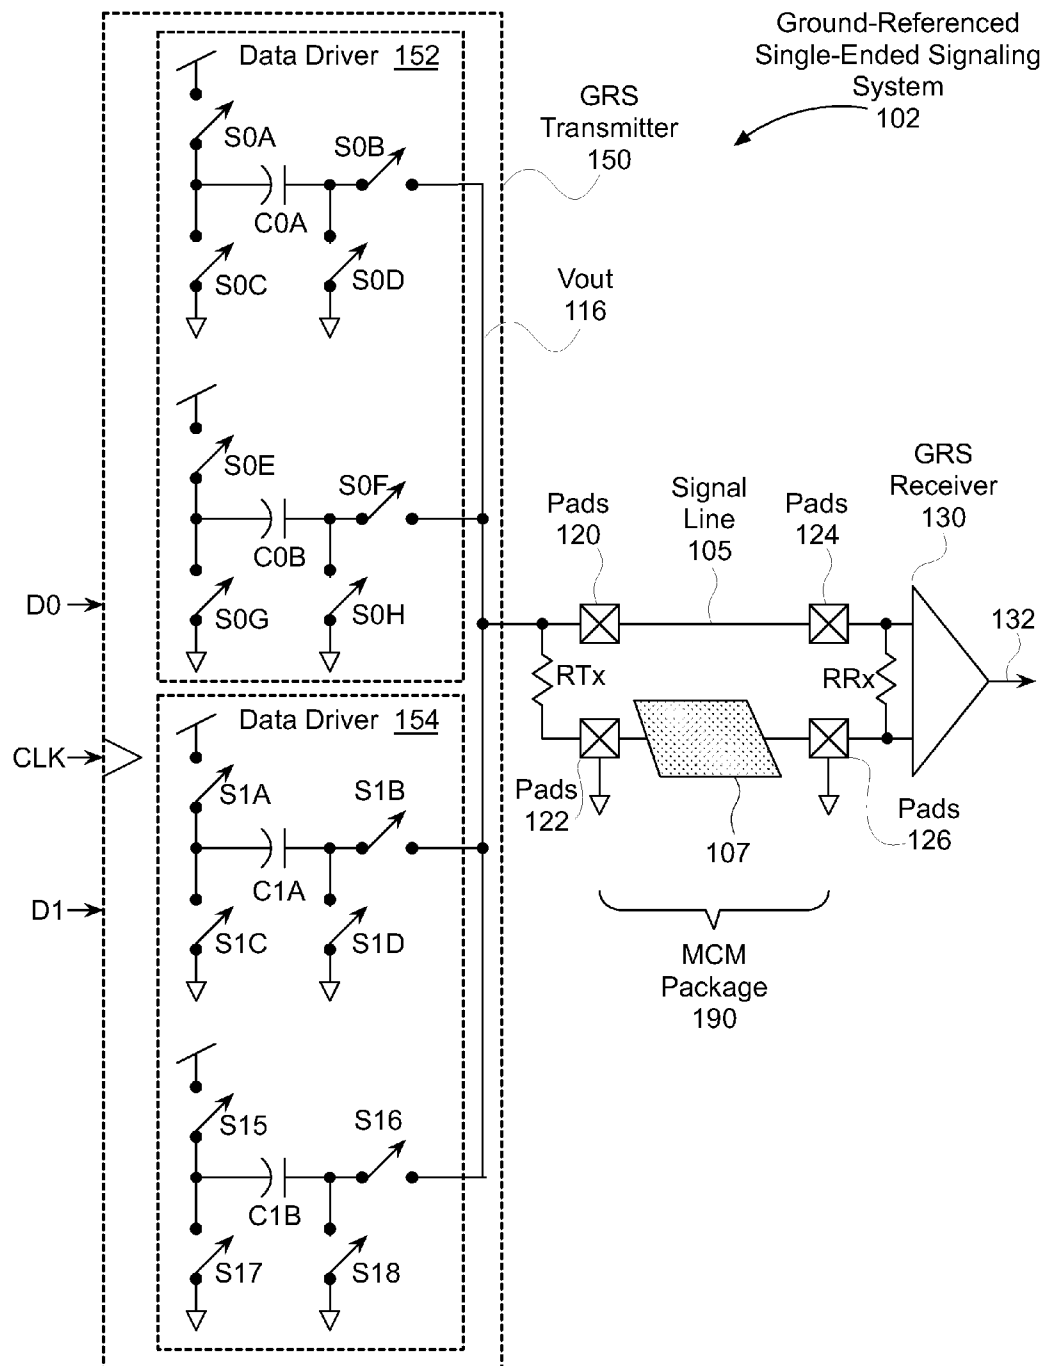 Ground-Referenced
Single-Ended Signaling
System
102
Data Driver 152
GRS
Transmitter
150
S0A
S0B
C0A
S0C
S0D
Vout
116
S0E
S0F
C0B
S0G
S0H
D0
Pads
120
Signal
Line
105
Pads
124
GRS
Receiver
130
132
RTx
RRx
Data Driver 154
CLK
Pads
122
107
Pads
126
S1A
S1B
C1A
D1
S1C
S1D
MCM
Package
190
S15
S16
C1B
S17
S18